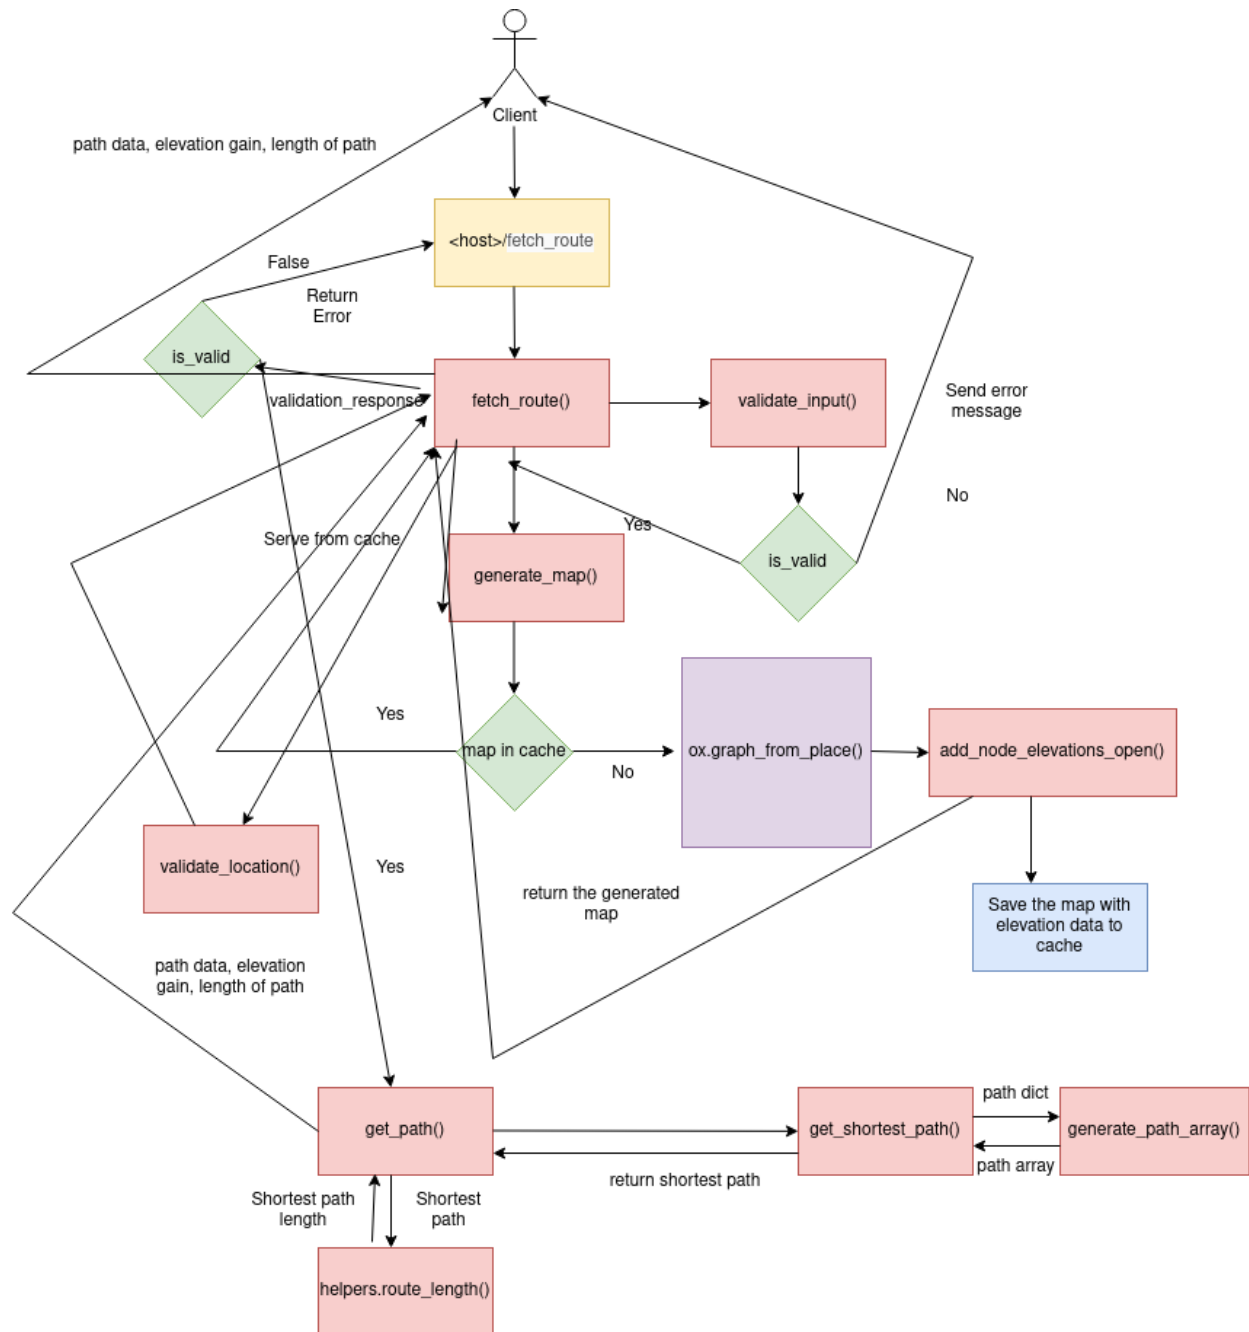 Client
path data, elevation gain, length of path
<host>/fetch_route
False
Return
Error
is_valid
validation_response
fetch_route()
validate_input()
Send error
message
No
Yes
Serve from cache
generate_map()
is_valid
Yes
map in cache
No
ox.graph_from_place()
add_node_elevations_open()
validate_location()
Yes
return the generated
map
Save the map with
elevation data to
cache
path data, elevation
gain, length of path
get_path()
get_shortest_path()
path dict
generate_path_array()
path array
return shortest path
Shortest path
length
Shortest
path
helpers.route_length()